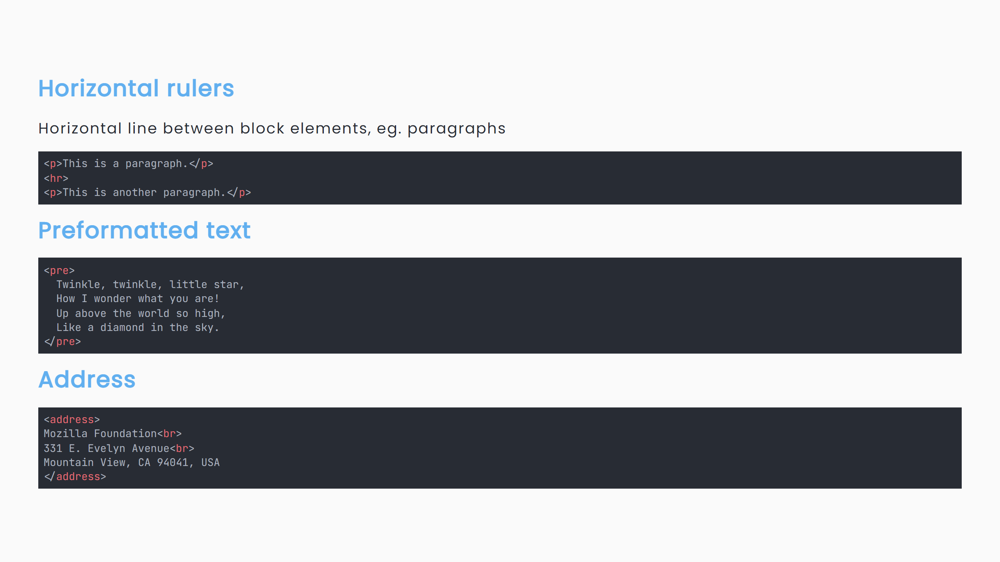 Horizontal rulers
Horizontal line between block elements, eg. paragraphs
<p>This is a paragraph.</p>
<hr>
<p>This is another paragraph.</p>
Preformatted text
<pre>
  Twinkle, twinkle, little star,
  How I wonder what you are!
  Up above the world so high,
  Like a diamond in the sky.
</pre>
Address
<address>
Mozilla Foundation<br>
331 E. Evelyn Avenue<br>
Mountain View, CA 94041, USA
</address>